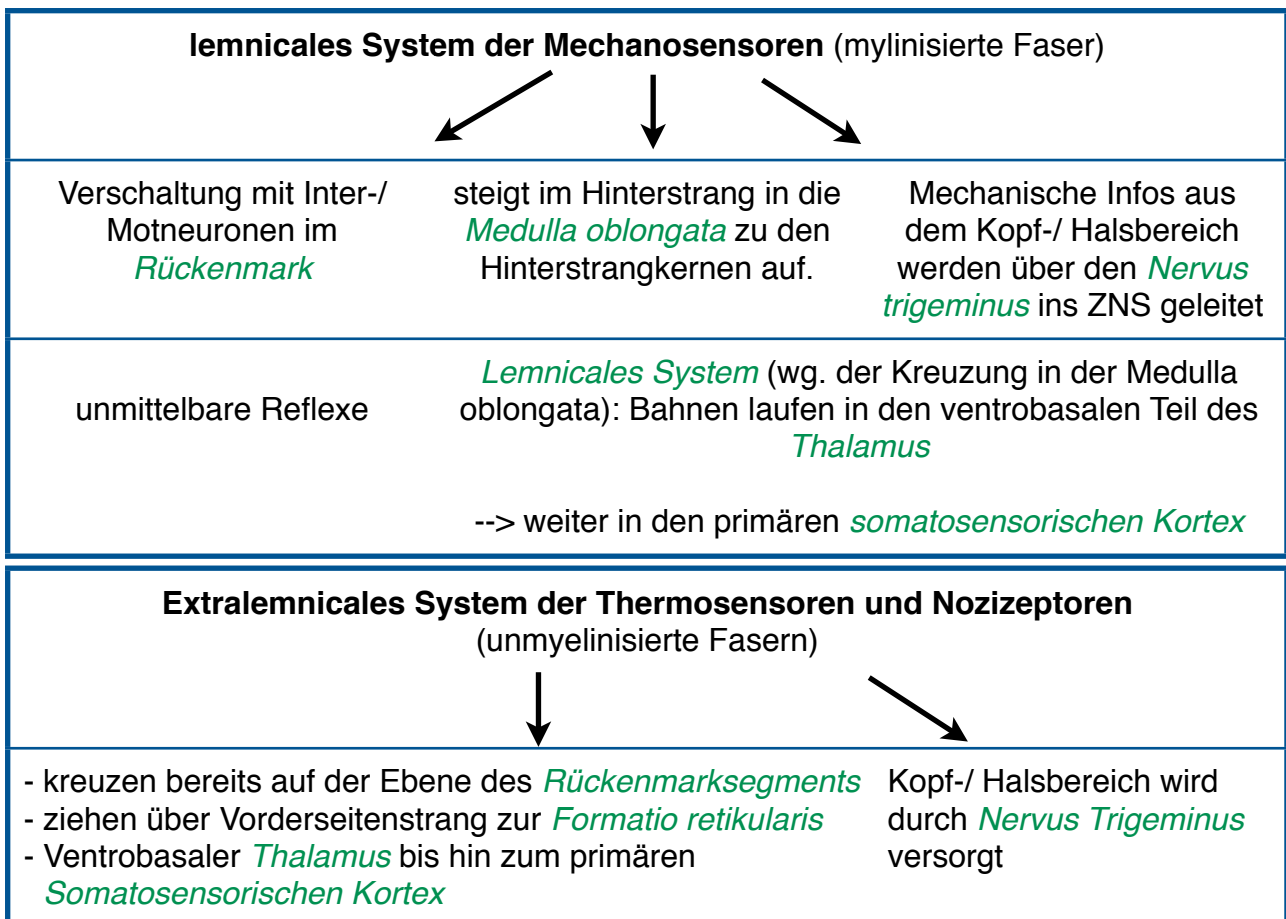 lemnicales System der Mechanosensoren (mylinisierte Faser)
Verschaltung mit Inter-/
Motneuronen im
Rückenmark
steigt im Hinterstrang in die
Medulla oblongata zu den
Hinterstrangkernen auf.
Mechanische Infos aus
dem Kopf-/ Halsbereich
werden über den Nervus
trigeminus ins ZNS geleitet
unmittelbare Reflexe
Lemnicales System (wg. der Kreuzung in der Medulla
oblongata): Bahnen laufen in den ventrobasalen Teil des
Thalamus
--> weiter in den primären somatosensorischen Kortex
Extralemnicales System der Thermosensoren und Nozizeptoren
(unmyelinisierte Fasern)
- kreuzen bereits auf der Ebene des Rückenmarksegments
- ziehen über Vorderseitenstrang zur Formatio retikularis
- Ventrobasaler Thalamus bis hin zum primären
Somatosensorischen Kortex
Kopf-/ Halsbereich wird
durch Nervus Trigeminus
versorgt